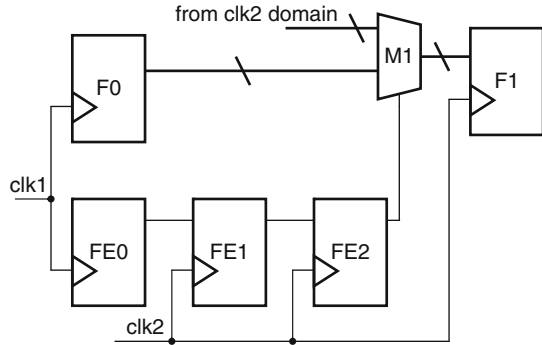 from clk2 domain
M1
F0
F1
clk1
FE0
FE1
FE2
clk2